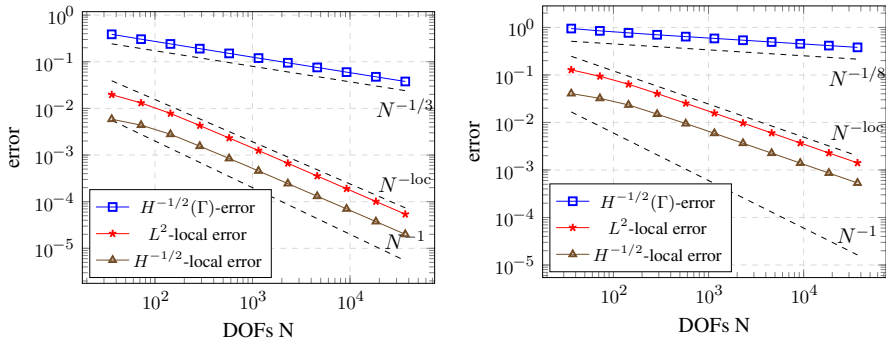 10^0
10^{-1}
10^{-2}
10^{-3}
10^{-4}
10^{-5}
error
10^2
10^3
10^4
DOFs N
N^{-1/3}
N^{-loc}
N^{-1}
H^{-1/2}(Γ)-error
L^2-local error
H^{-1/2}-local error
10^0
10^{-1}
10^{-2}
10^{-3}
10^{-4}
10^{-5}
error
10^2
10^3
10^4
DOFs N
N^{-1/8}
N^{-loc}
N^{-1}
H^{-1/2}(Γ)-error
L^2-local error
H^{-1/2}-local error